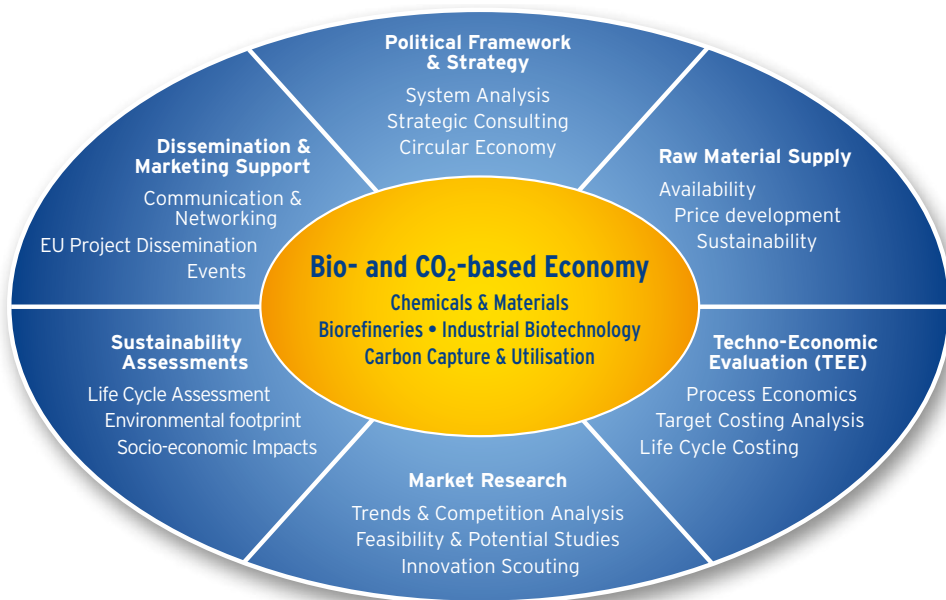 Political Framework
& Strategy
System Analysis
Strategic Consulting
Circular Economy
Raw Material Supply
Availability
Price development
Sustainability
Techno-Economic
Evaluation (TEE)
Process Economics
Target Costing Analysis
Life Cycle Costing
Market Research
Trends & Competition Analysis
Feasibility & Potential Studies
Innovation Scouting
Sustainability
Assessments
Life Cycle Assessment
Environmental footprint
Socio-economic Impacts
Dissemination &
Marketing Support
Communication &
Networking
EU Project Dissemination
Events
Bio- and CO₂-based Economy
Chemicals & Materials
Biorefineries • Industrial Biotechnology
Carbon Capture & Utilisation